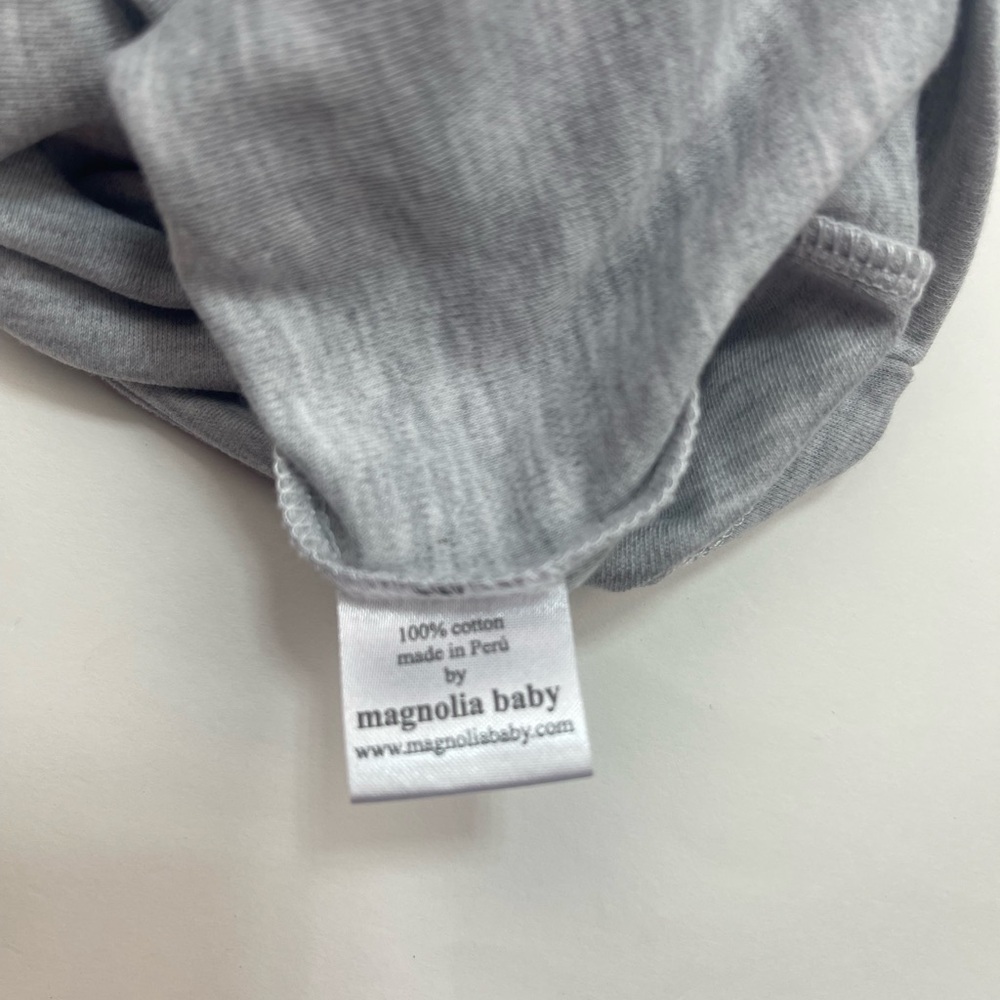 100% cotton
made in Perú
by
magnolia baby
www.magnoliababy.com